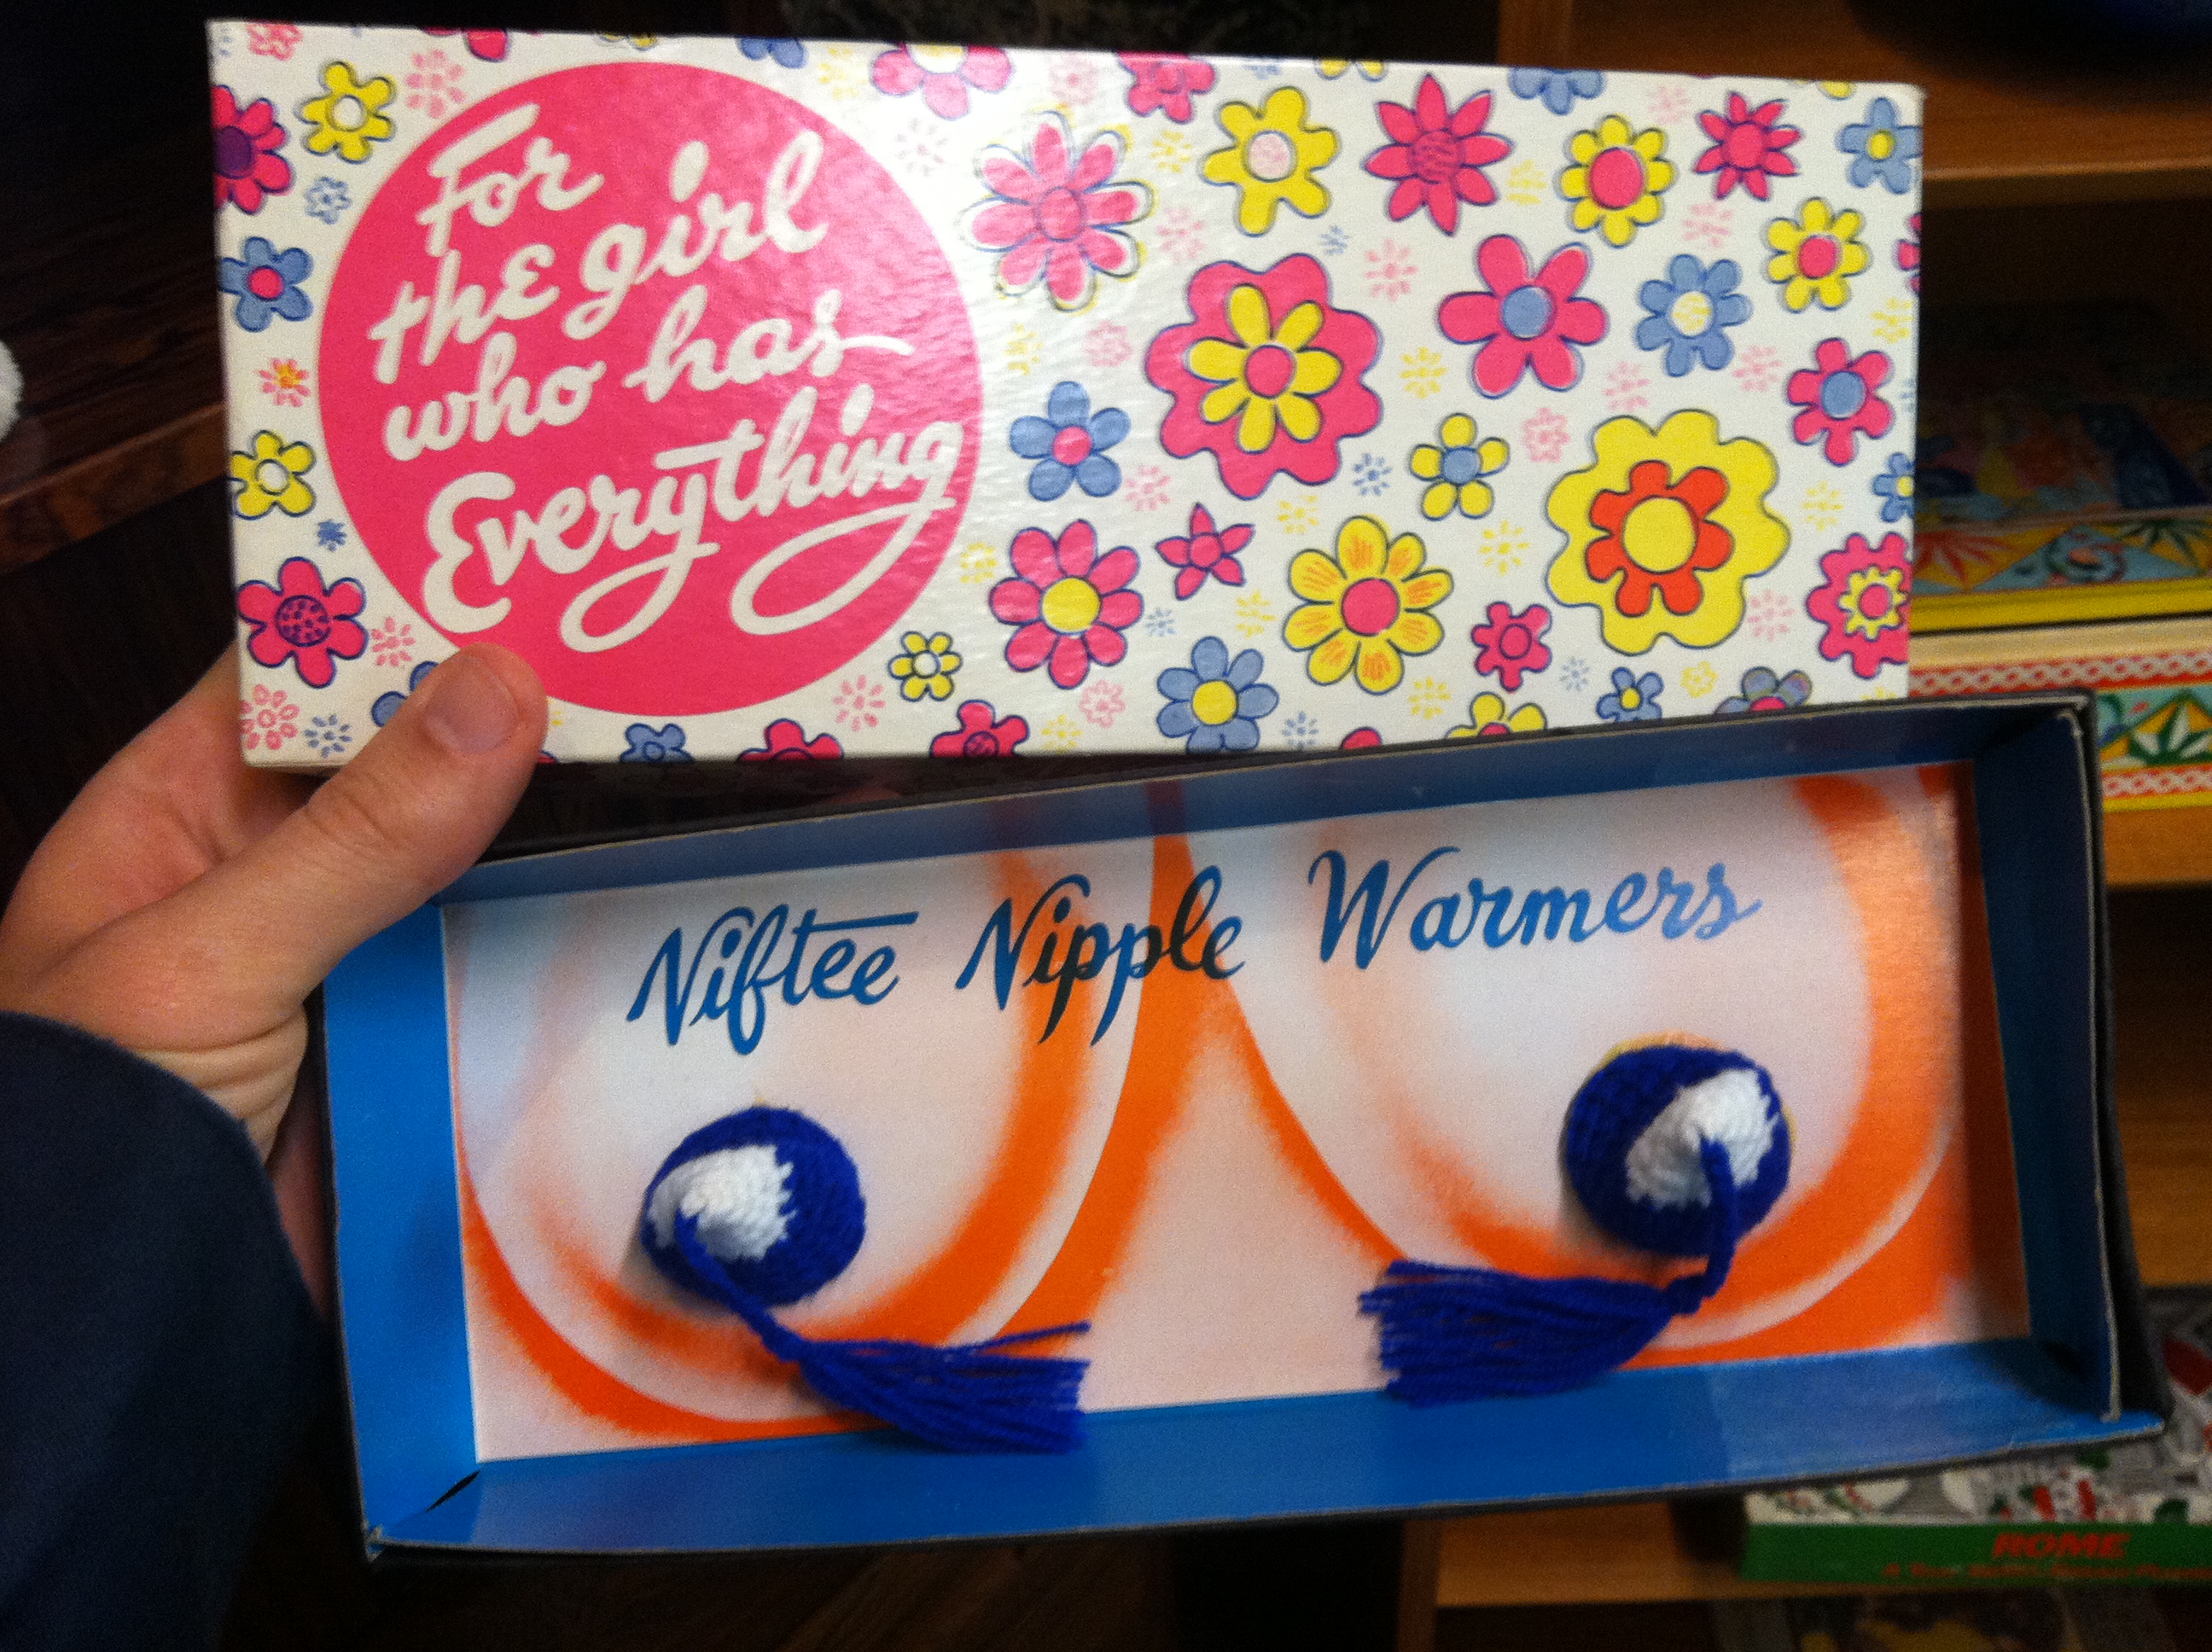 For
the girl
who has
Everything
Niftee Nipple Warmers
ROME